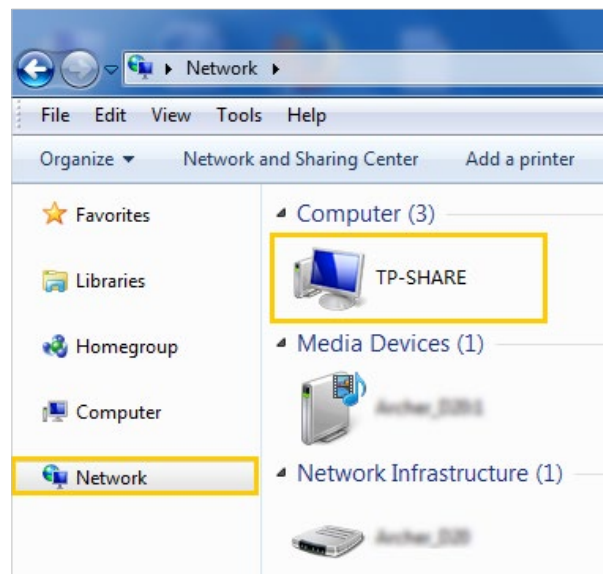 Network
File Edit View Tools Help
Organize Network and Sharing Center Add a printer
Favorites
Libraries
Homegroup
Computer
Network
Computer (3)
TP-SHARE
Media Devices (1)
Network Infrastructure (1)